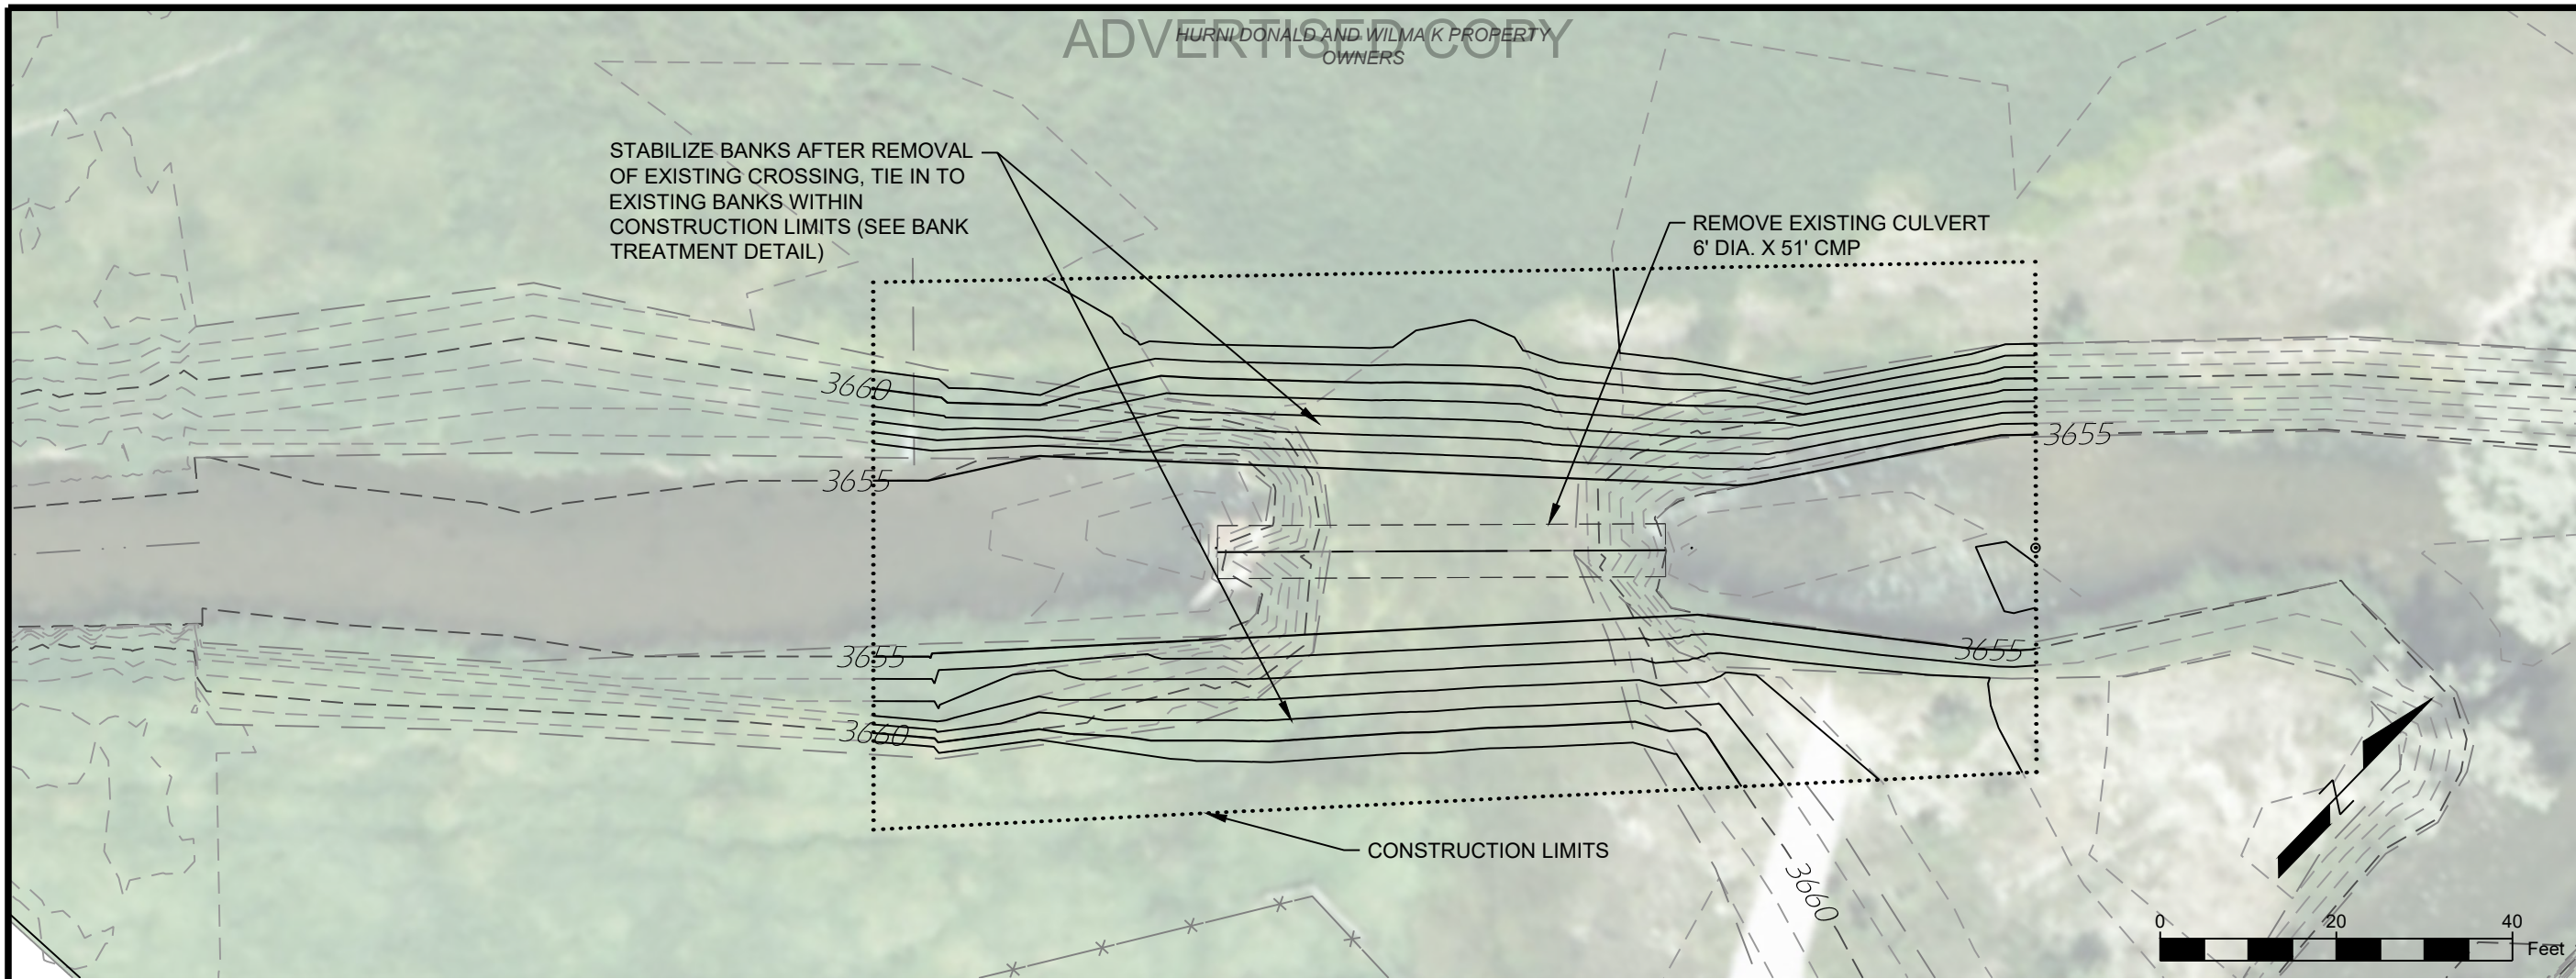 ADVERTISED COPY
HURNI DONALD AND WILMA K PROPERTY
OWNERS
STABILIZE BANKS AFTER REMOVAL
OF EXISTING CROSSING, TIE IN TO
EXISTING BANKS WITHIN
CONSTRUCTION LIMITS (SEE BANK
TREATMENT DETAIL)
REMOVE EXISTING CULVERT
6' DIA. X 51' CMP
3660
3655
3655
3655
3655
3660
CONSTRUCTION LIMITS
3660
N
0 20 40
Feet